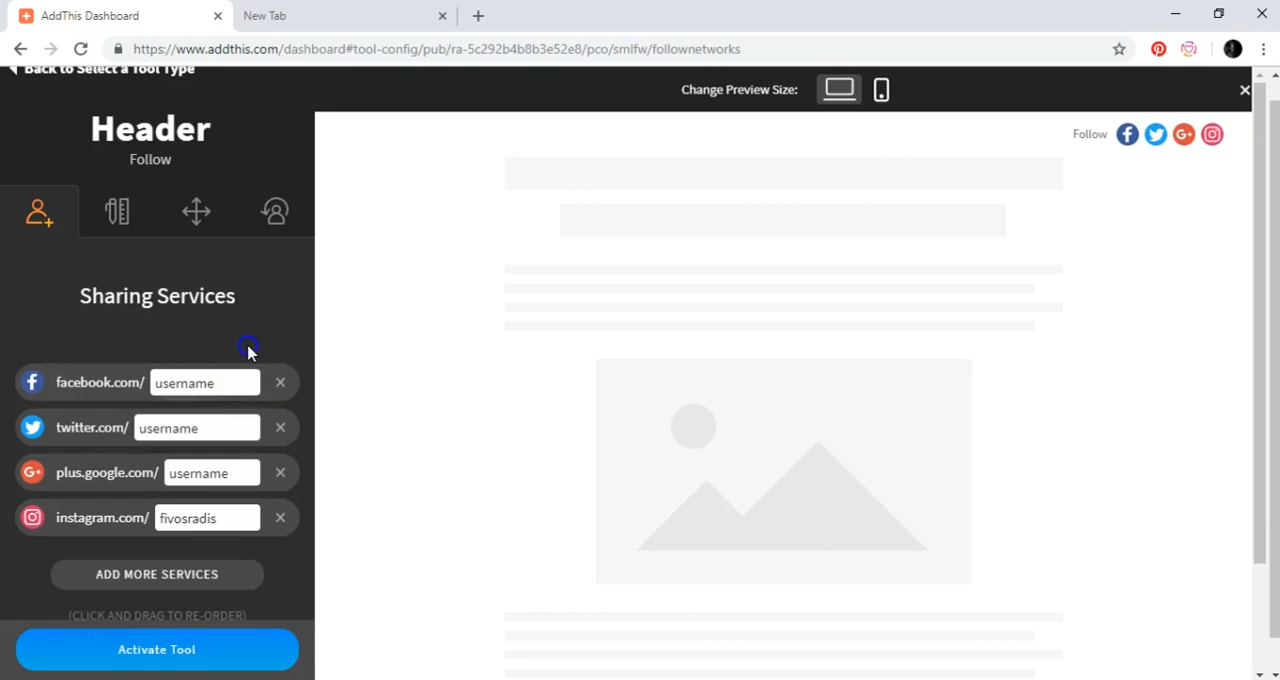 AddThis Dashboard
New Tab
https://www.addthis.com/dashboard#tool-config/pub/ra-5c292b4b8b3e52e8/pco/smlfw/follownetworks
Back to Select a Tool Type
Change Preview Size:
Header
Follow
Follow
Sharing Services
facebook.com/ username
twitter.com/ username
plus.google.com/ username
instagram.com/ fivosradis
ADD MORE SERVICES
(CLICK AND DRAG TO RE-ORDER)
Activate Tool